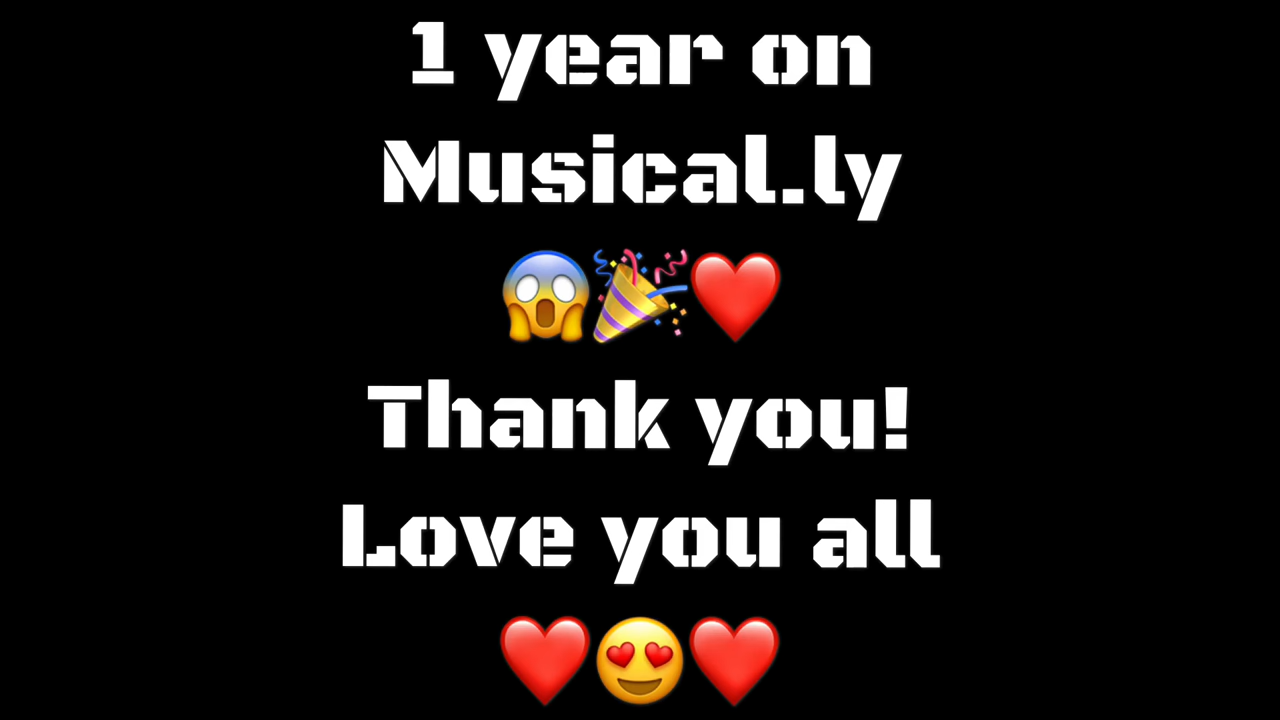 1 year on
Musical.ly
😱🎉❤️
Thank you!
Love you all
❤️😍❤️